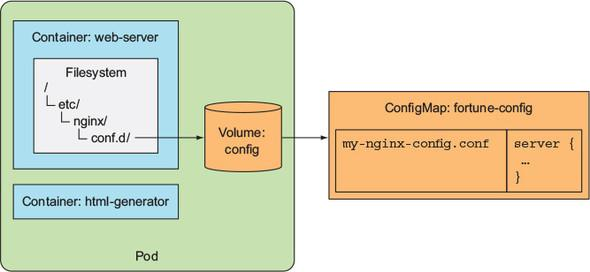 Container: web-server
Filesystem
/
etc/
nginx/
conf.d/
Volume:
config
Container: html-generator
Pod
ConfigMap: fortune-config
my-nginx-config.conf
server {
...
}